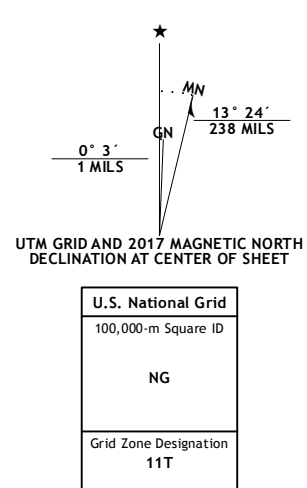 ★
MN
13° 24´
238 MILS
GN
0° 3´
1 MILS
UTM GRID AND 2017 MAGNETIC NORTH
DECLINATION AT CENTER OF SHEET
U.S. National Grid
100,000-m Square ID
NG
Grid Zone Designation
11T